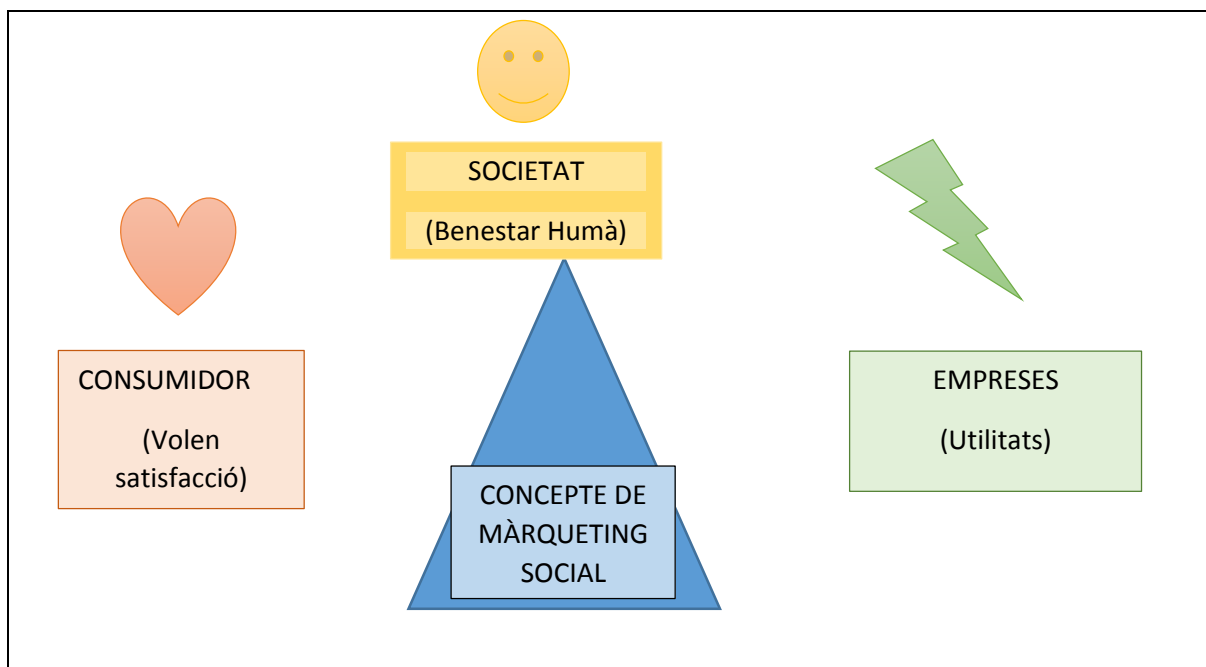 SOCIETAT
(Benestar Humà)
CONSUMIDOR
(Volen
satisfacció)
EMPRESES
(Utilitats)
CONCEPTE DE
MÀRQUETING
SOCIAL